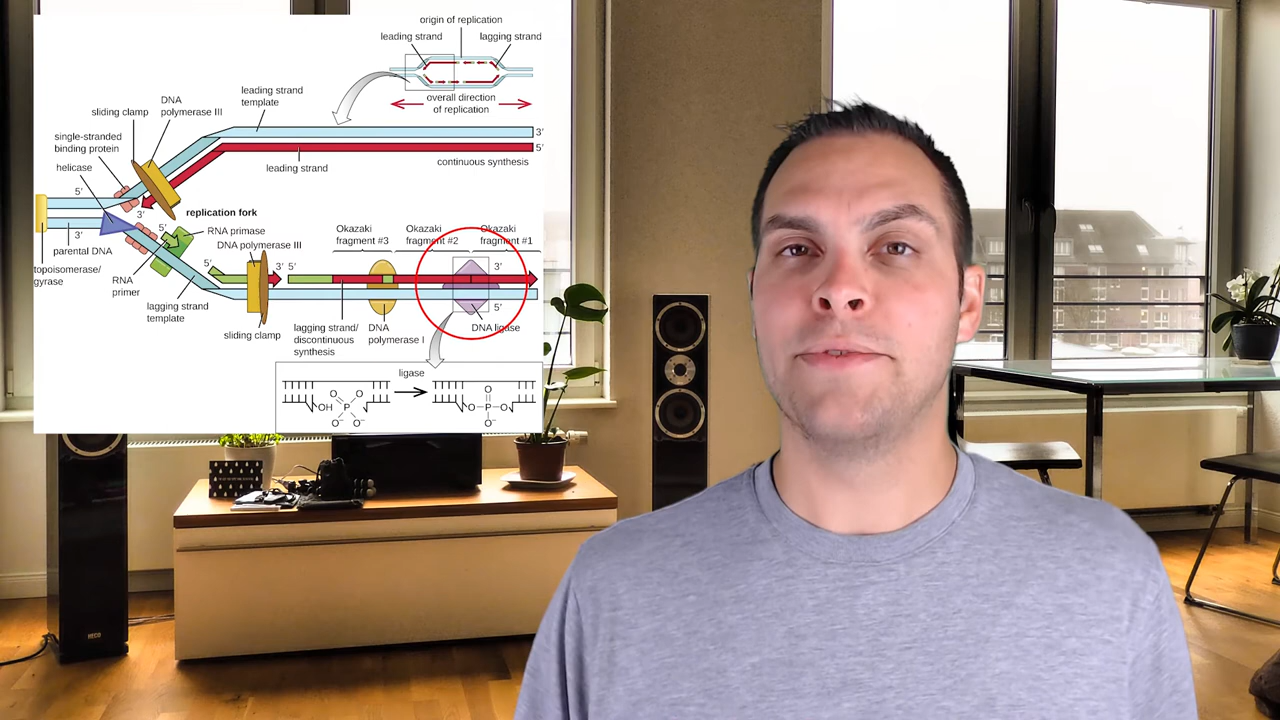 origin of replication
leading strand
lagging strand
overall direction
of replication
leading strand
template
DNA
polymerase III
sliding clamp
single-stranded
binding protein
helicase
3′
5′
continuous synthesis
leading strand
5′
3′
replication fork
5′
RNA primase
3′
parental DNA
DNA polymerase III
Okazaki
fragment #3
Okazaki
fragment #2
Okazaki
fragment #1
topoisomerase/
gyrase
RNA
primer
5′
3′
5′
3′
lagging strand
template
5′
sliding clamp
lagging strand/
discontinuous
synthesis
DNA
polymerase I
DNA ligase
ligase
OH
O
O
P
O⁻
O⁻
O
O
P
O
O⁻
NECO